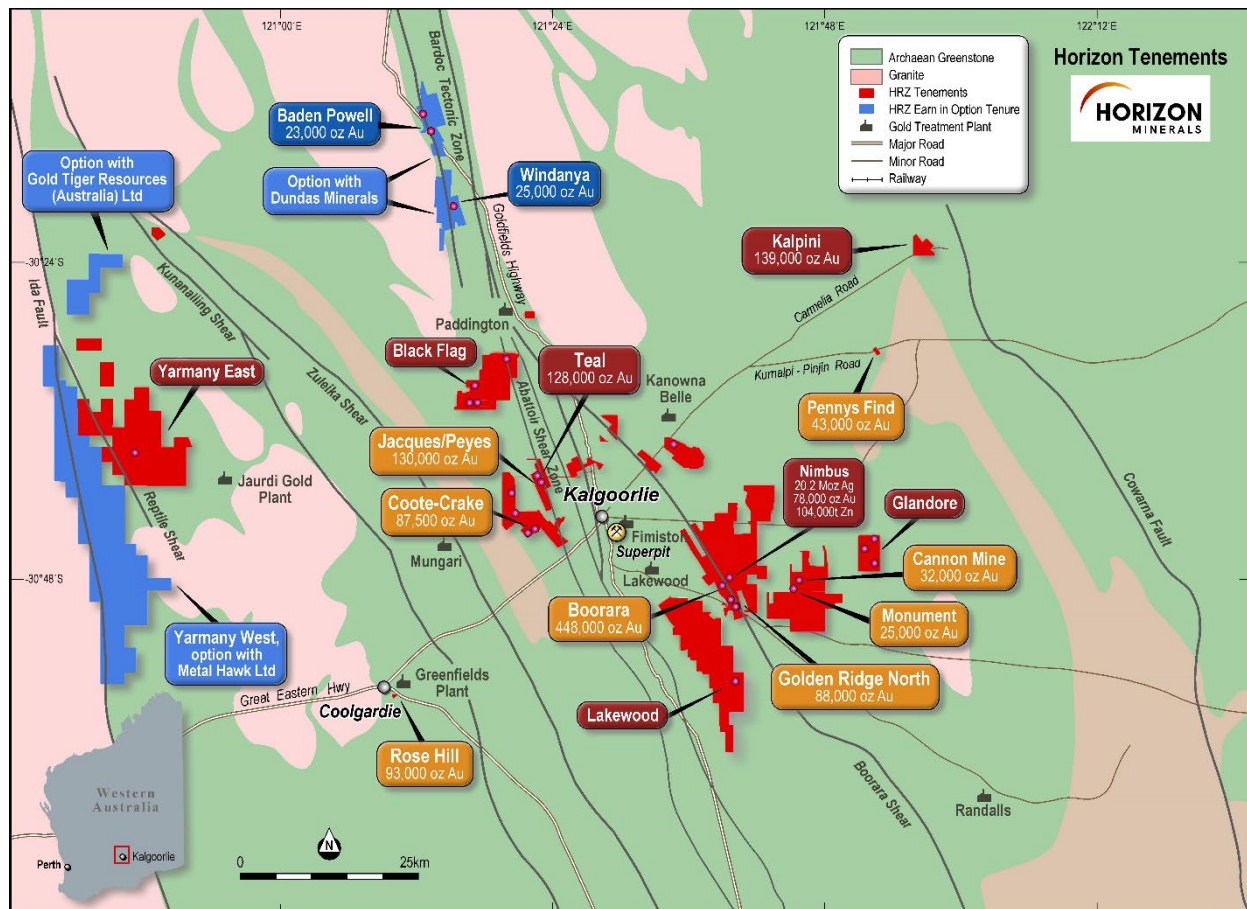 121°00'E
121°24'E
121°48'E
122°12'E
Horizon Tenements
HORIZON
MINERALS
Archaean Greenstone
Granite
HRZ Tenements
HRZ Earn in Option Tenure
Gold Treatment Plant
Major Road
Minor Road
Railway
Bardoc Tectonic Zone
Baden Powell
23,000 oz Au
Option with
Gold Tiger Resources
(Australia) Ltd
Option with
Dundas Minerals
Windanya
25,000 oz Au
Goldfields Highway
Kalpini
139,000 oz Au
-30°24'S
Ida Fault
Kunanalling Shear
Carmelia Road
Paddington
Black Flag
Teal
128,000 oz Au
Kanowna
Belle
Kurnalpi - Pinjin Road
Yarmany East
Zuleika Shear
Abattoir Shear Zone
Pennys Find
43,000 oz Au
Jacques/Peyes
130,000 oz Au
Nimbus
20.2 Moz Ag
78,000 oz Au
104,000t Zn
Jaurdi Gold
Plant
Reptile Shear
Coote-Crake
87,500 oz Au
Kalgoorlie
Glandore
Cowarna Fault
Fimiston
Superpit
Mungari
Lakewood
Cannon Mine
32,000 oz Au
-30°48'S
Boorara
448,000 oz Au
Monument
25,000 oz Au
Yarmany West,
option with
Metal Hawk Ltd
Golden Ridge North
88,000 oz Au
Greenfields
Plant
Great Eastern Hwy
Coolgardie
Lakewood
Rose Hill
93,000 oz Au
Boorara Shear
Randalls
Western
Australia
Perth
Kalgoorlie
N
0
25km